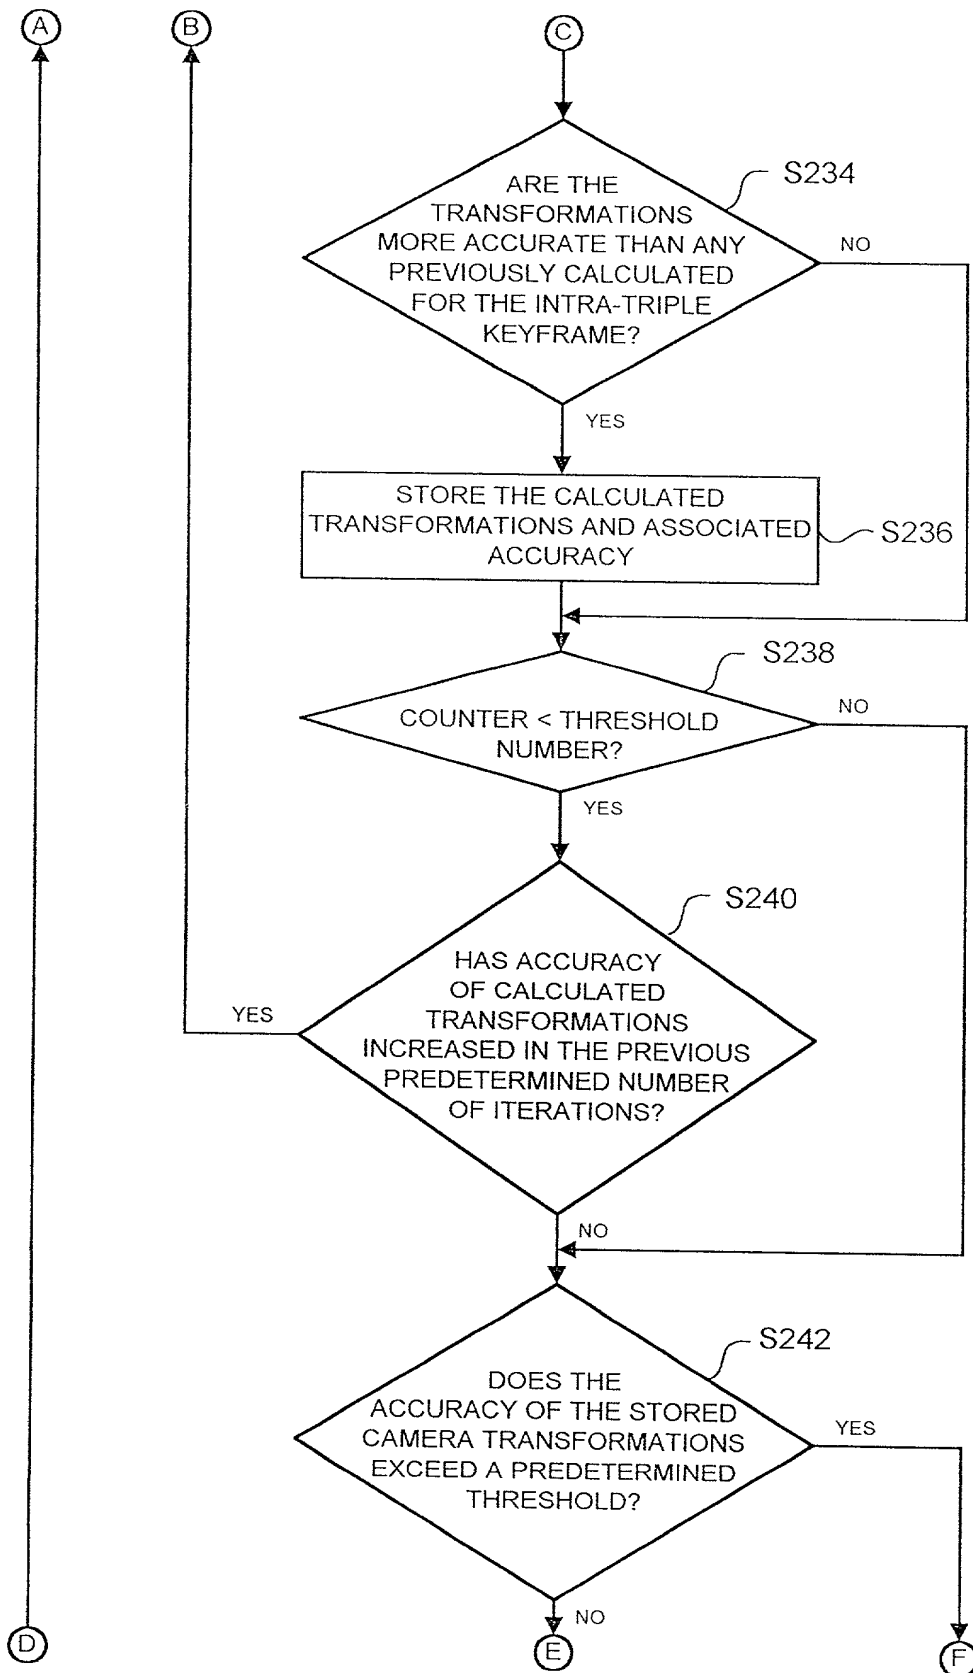 A
B
C
S234
ARE THE
TRANSFORMATIONS
MORE ACCURATE THAN ANY
PREVIOUSLY CALCULATED
FOR THE INTRA-TRIPLE
KEYFRAME?
NO
YES
STORE THE CALCULATED
TRANSFORMATIONS AND ASSOCIATED
ACCURACY
S236
S238
COUNTER < THRESHOLD
NUMBER?
NO
YES
S240
HAS ACCURACY
OF CALCULATED
TRANSFORMATIONS
INCREASED IN THE PREVIOUS
PREDETERMINED NUMBER
OF ITERATIONS?
YES
NO
S242
DOES THE
ACCURACY OF THE STORED
CAMERA TRANSFORMATIONS
EXCEED A PREDETERMINED
THRESHOLD?
YES
NO
D
E
F